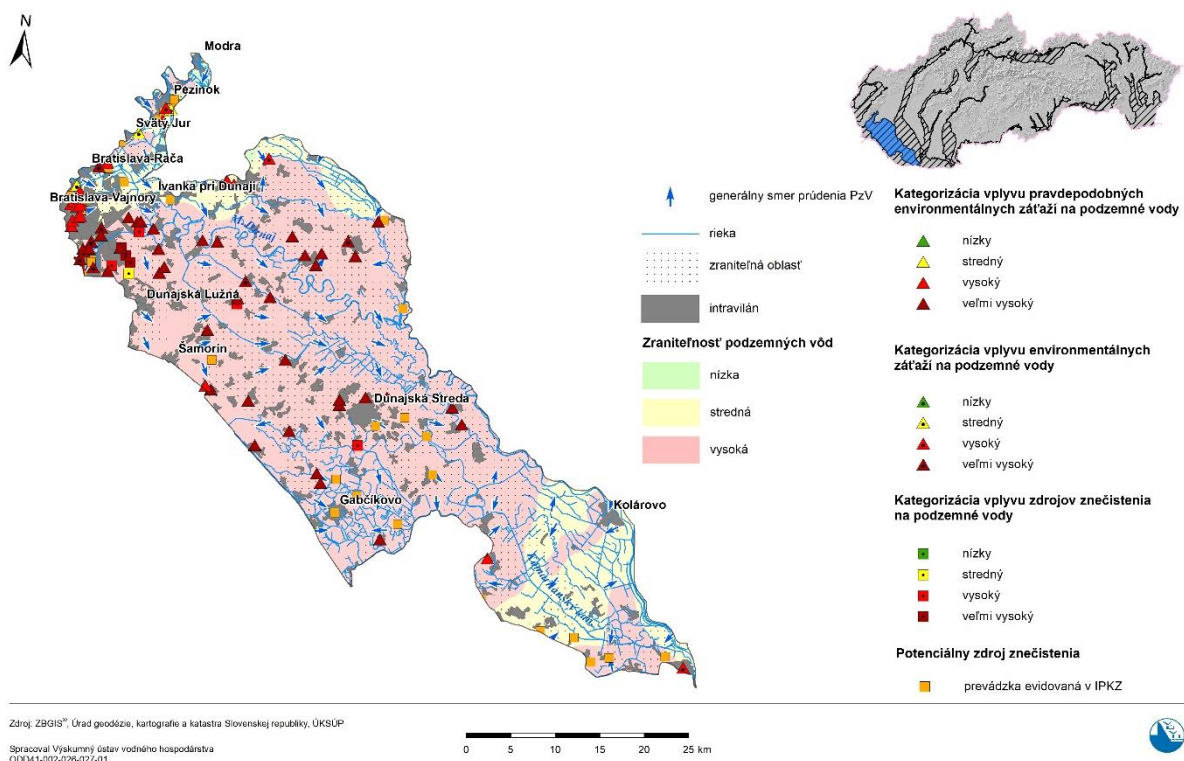 N
Modra
Pezinok
Svätý Jur
Bratislava-Rača
Ivanka pri Dunaji
Bratislava-Vajnory
Dunaj
Dunajská Lužná
Šamorín
Dunajská Streda
Gabčíkovo
Kolárovo
generálny smer prúdenia PzV
rieka
zraniteľná oblasť
intravilán
Zraniteľnosť podzemných vôd
nízka
stredná
vysoká
Kategorizácia vplyvu pravdepodobných
environmentálnych záťaží na podzemné vody
nízky
stredný
vysoký
veľmi vysoký
Kategorizácia vplyvu environmentálnych
záťaží na podzemné vody
nízky
stredný
vysoký
veľmi vysoký
Kategorizácia vplyvu zdrojov znečistenia
na podzemné vody
nízky
stredný
vysoký
veľmi vysoký
Potenciálny zdroj znečistenia
prevádzka evidovaná v IPKZ
Zdroj: ZBGIS®, Úrad geodézie, kartografie a katastra Slovenskej republiky, ÚKSÚP
Spracoval Výskumný ústav vodného hospodárstva
ODD41-002-026-027-01
0 5 10 15 20 25 km